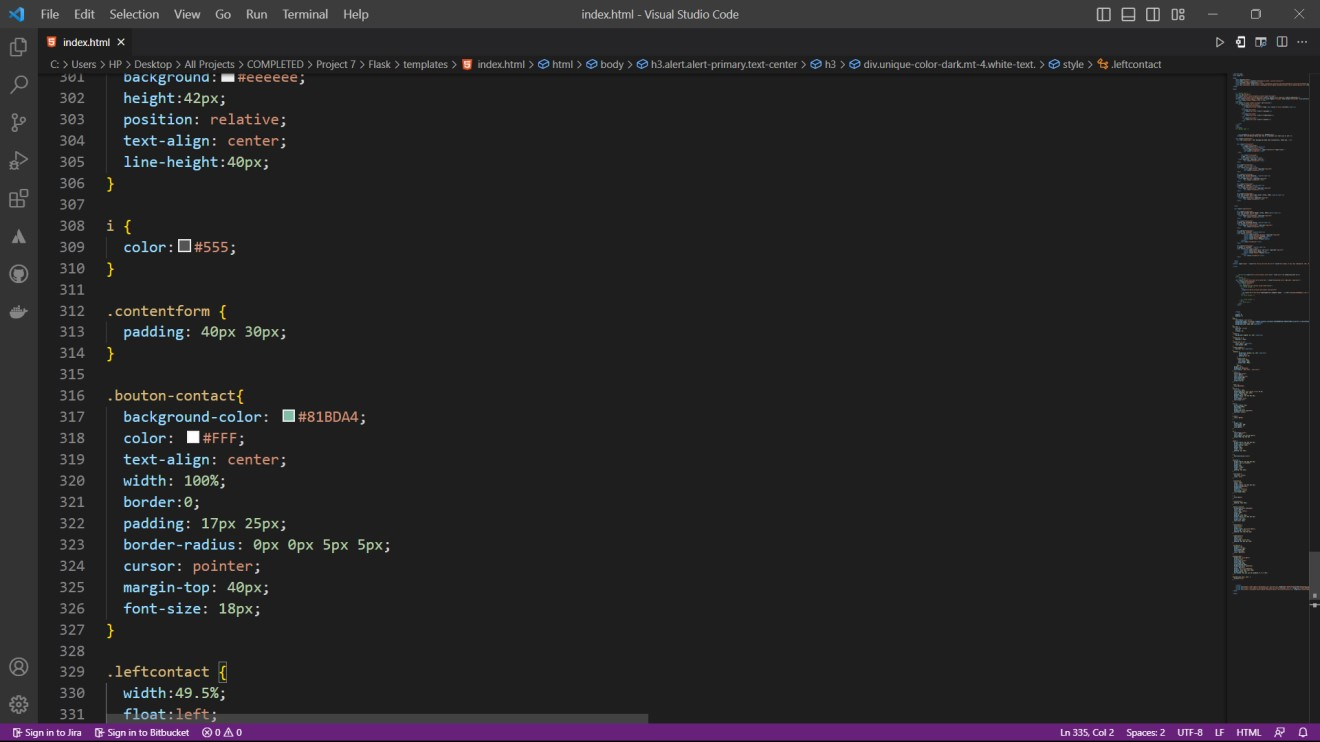 File Edit Selection View Go Run Terminal Help index.html - Visual Studio Code
index.html
C: > Users > HP > Desktop > All Projects > COMPLETED > Project 7 > Flask > templates > index.html > html > body > h3.alert.alert-primary.text-center > h3 > div.unique-color-dark.mt-4.white-text. > style > .leftcontact
301 background: #eeeeee;
302 height:42px;
303 position: relative;
304 text-align: center;
305 line-height:40px;
306 }
307
308 i {
309 color: #555;
310 }
311
312 .contentform {
313 padding: 40px 30px;
314 }
315
316 .bouton-contact{
317 background-color: #81BDA4;
318 color: #FFF;
319 text-align: center;
320 width: 100%;
321 border:0;
322 padding: 17px 25px;
323 border-radius: 0px 0px 5px 5px;
324 cursor: pointer;
325 margin-top: 40px;
326 font-size: 18px;
327 }
328
329 .leftcontact {
330 width:49.5%;
331 float:left;
Sign in to Jira Sign in to Bitbucket 0 0 Ln 335, Col 2 Spaces: 2 UTF-8 LF HTML